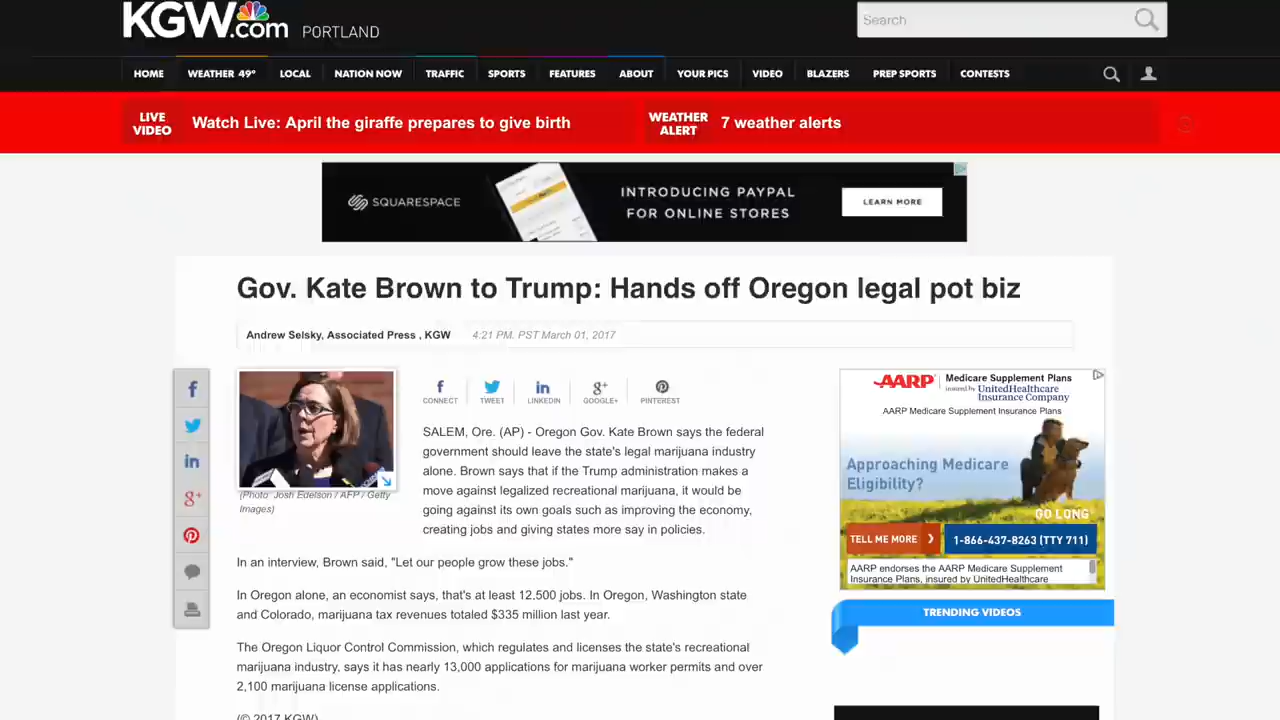 KGW.com PORTLAND
Search
HOME WEATHER 49° LOCAL NATION NOW TRAFFIC SPORTS FEATURES ABOUT YOUR PICS VIDEO BLAZERS PREP SPORTS CONTESTS
LIVE
VIDEO
Watch Live: April the giraffe prepares to give birth
WEATHER
ALERT
7 weather alerts
SQUARESPACE
INTRODUCING PAYPAL
FOR ONLINE STORES
LEARN MORE
Gov. Kate Brown to Trump: Hands off Oregon legal pot biz
Andrew Selsky, Associated Press , KGW 4:21 PM. PST March 01, 2017
(Photo: Josh Edelson / AFP / Getty
Images)
CONNECT TWEET LINKEDIN GOOGLE+ PINTEREST
SALEM, Ore. (AP) - Oregon Gov. Kate Brown says the federal
government should leave the state's legal marijuana industry
alone. Brown says that if the Trump administration makes a
move against legalized recreational marijuana, it would be
going against its own goals such as improving the economy,
creating jobs and giving states more say in policies.
In an interview, Brown said, "Let our people grow these jobs."
In Oregon alone, an economist says, that's at least 12,500 jobs. In Oregon, Washington state
and Colorado, marijuana tax revenues totaled $335 million last year.
The Oregon Liquor Control Commission, which regulates and licenses the state's recreational
marijuana industry, says it has nearly 13,000 applications for marijuana worker permits and over
2,100 marijuana license applications.
(© 2017 KGW)
AARP Medicare Supplement Plans
insured by UnitedHealthcare
Insurance Company
AARP Medicare Supplement Insurance Plans
Approaching Medicare
Eligibility?
GO LONG
TELL ME MORE 1-866-437-8263 (TTY 711)
AARP endorses the AARP Medicare Supplement
Insurance Plans, insured by UnitedHealthcare
TRENDING VIDEOS